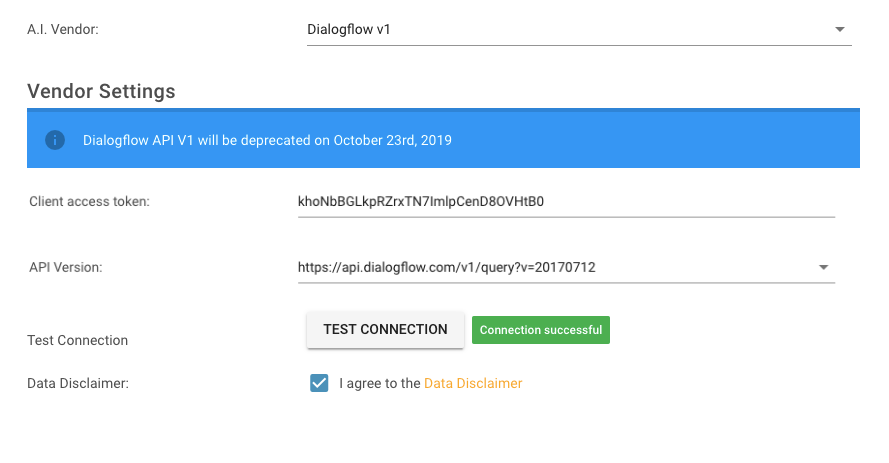 A.I. Vendor: Dialogflow v1
Vendor Settings
Dialogflow API V1 will be deprecated on October 23rd, 2019
Client access token: khoNbBGLkpRZrxTN7ImlpCenD8OVHtB0
API Version: https://api.dialogflow.com/v1/query?v=20170712
Test Connection TEST CONNECTION Connection successful
Data Disclaimer: I agree to the Data Disclaimer